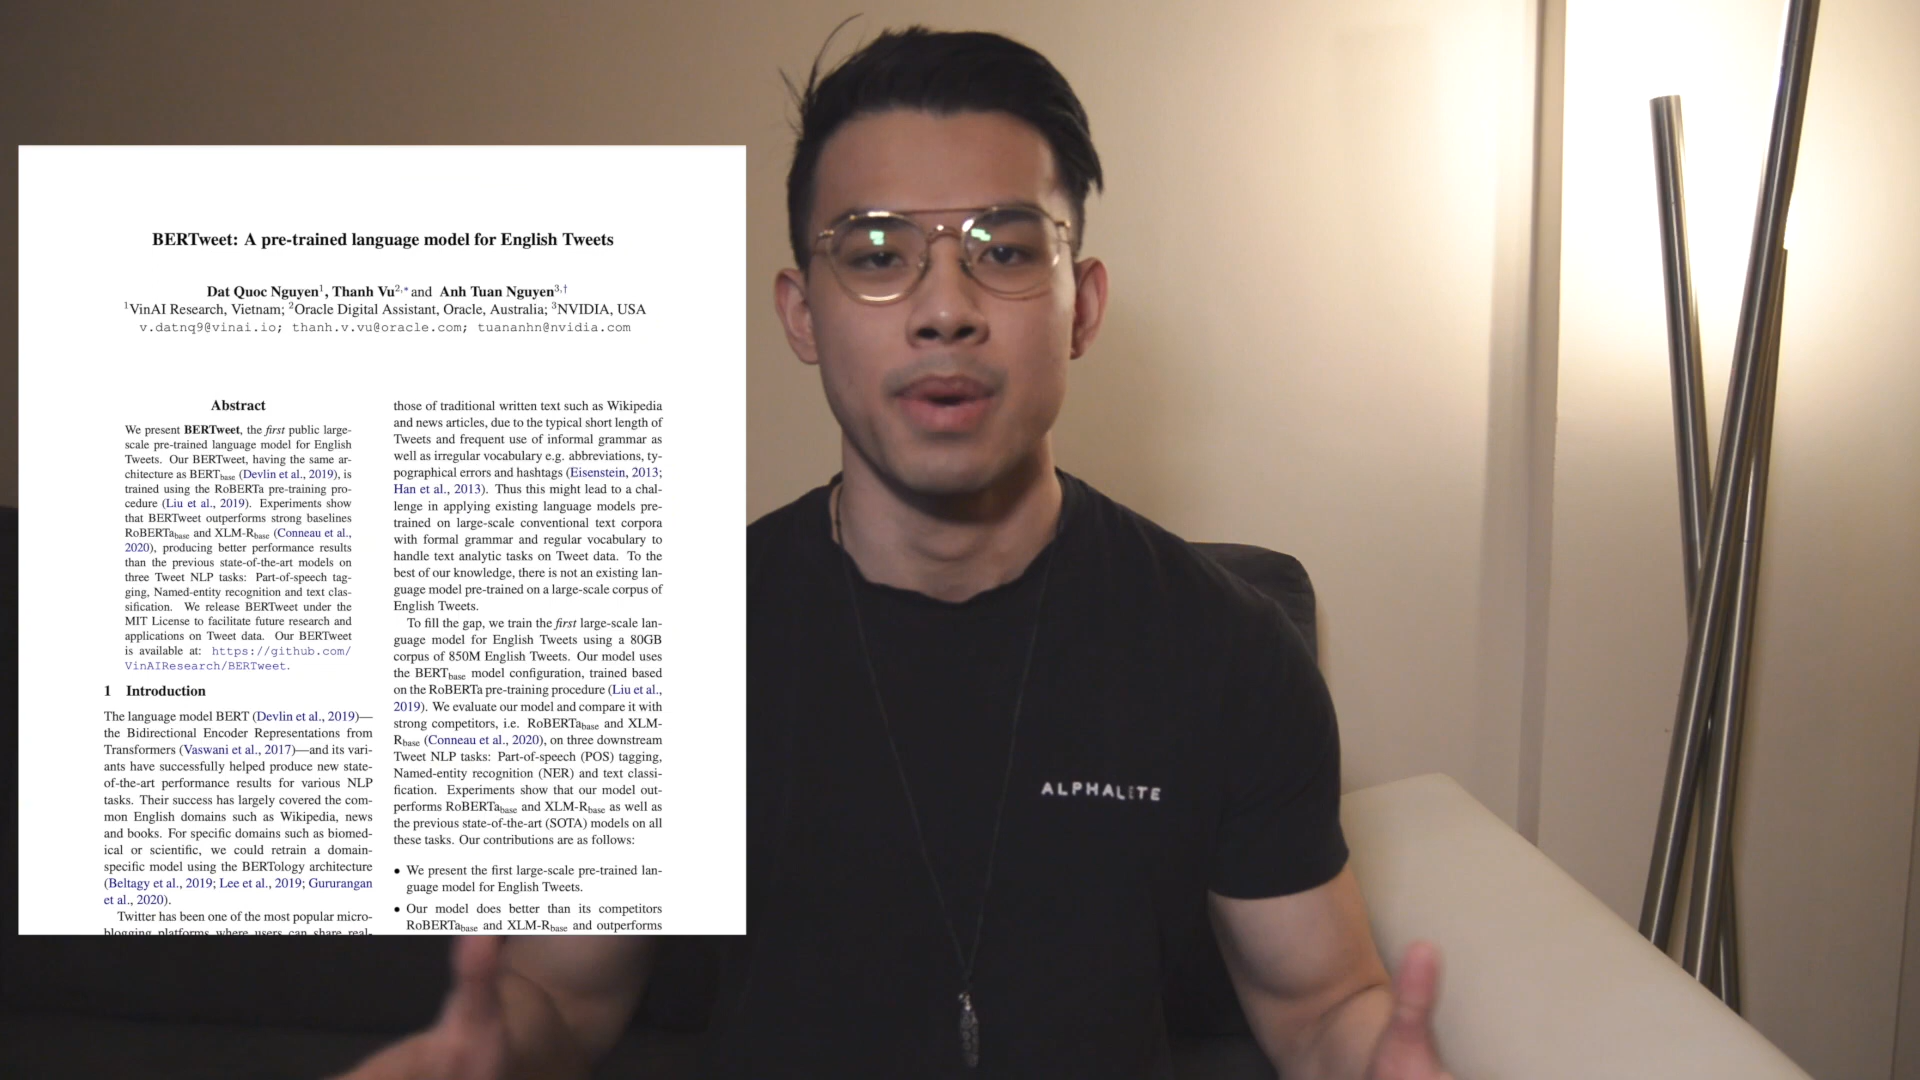 BERTweet: A pre-trained language model for English Tweets
Dat Quoc Nguyen1, Thanh Vu2,* and Anh Tuan Nguyen3,†
1VinAI Research, Vietnam; 2Oracle Digital Assistant, Oracle, Australia; 3NVIDIA, USA
v.datnq9@vinai.io; thanh.v.vu@oracle.com; tuananhn@nvidia.com
Abstract
We present BERTweet, the first public large-
scale pre-trained language model for English
Tweets. Our BERTweet, having the same ar-
chitecture as BERTbase (Devlin et al., 2019), is
trained using the RoBERTa pre-training pro-
cedure (Liu et al., 2019). Experiments show
that BERTweet outperforms strong baselines
RoBERTabase and XLM-Rbase (Conneau et al.,
2020), producing better performance results
than the previous state-of-the-art models on
three Tweet NLP tasks: Part-of-speech tag-
ging, Named-entity recognition and text clas-
sification. We release BERTweet under the
MIT License to facilitate future research and
applications on Tweet data. Our BERTweet
is available at: https://github.com/
VinAIResearch/BERTweet.
1 Introduction
The language model BERT (Devlin et al., 2019)—
the Bidirectional Encoder Representations from
Transformers (Vaswani et al., 2017)—and its vari-
ants have successfully helped produce new state-
of-the-art performance results for various NLP
tasks. Their success has largely covered the com-
mon English domains such as Wikipedia, news
and books. For specific domains such as biomed-
ical or scientific, we could retrain a domain-
specific model using the BERTology architecture
(Beltagy et al., 2019; Lee et al., 2019; Gururangan
et al., 2020).
Twitter has been one of the most popular micro-
blogging platforms where users can share real-
those of traditional written text such as Wikipedia
and news articles, due to the typical short length of
Tweets and frequent use of informal grammar as
well as irregular vocabulary e.g. abbreviations, ty-
pographical errors and hashtags (Eisenstein, 2013;
Han et al., 2013). Thus this might lead to a chal-
lenge in applying existing language models pre-
trained on large-scale conventional text corpora
with formal grammar and regular vocabulary to
handle text analytic tasks on Tweet data. To the
best of our knowledge, there is not an existing lan-
guage model pre-trained on a large-scale corpus of
English Tweets.
To fill the gap, we train the first large-scale lan-
guage model for English Tweets using a 80GB
corpus of 850M English Tweets. Our model uses
the BERTbase model configuration, trained based
on the RoBERTa pre-training procedure (Liu et al.,
2019). We evaluate our model and compare it with
strong competitors, i.e. RoBERTabase and XLM-
Rbase (Conneau et al., 2020), on three downstream
Tweet NLP tasks: Part-of-speech (POS) tagging,
Named-entity recognition (NER) and text classi-
fication. Experiments show that our model out-
performs RoBERTabase and XLM-Rbase as well as
the previous state-of-the-art (SOTA) models on all
these tasks. Our contributions are as follows:
• We present the first large-scale pre-trained lan-
guage model for English Tweets.
• Our model does better than its competitors
RoBERTabase and XLM-Rbase and outperforms
ALPHALETE